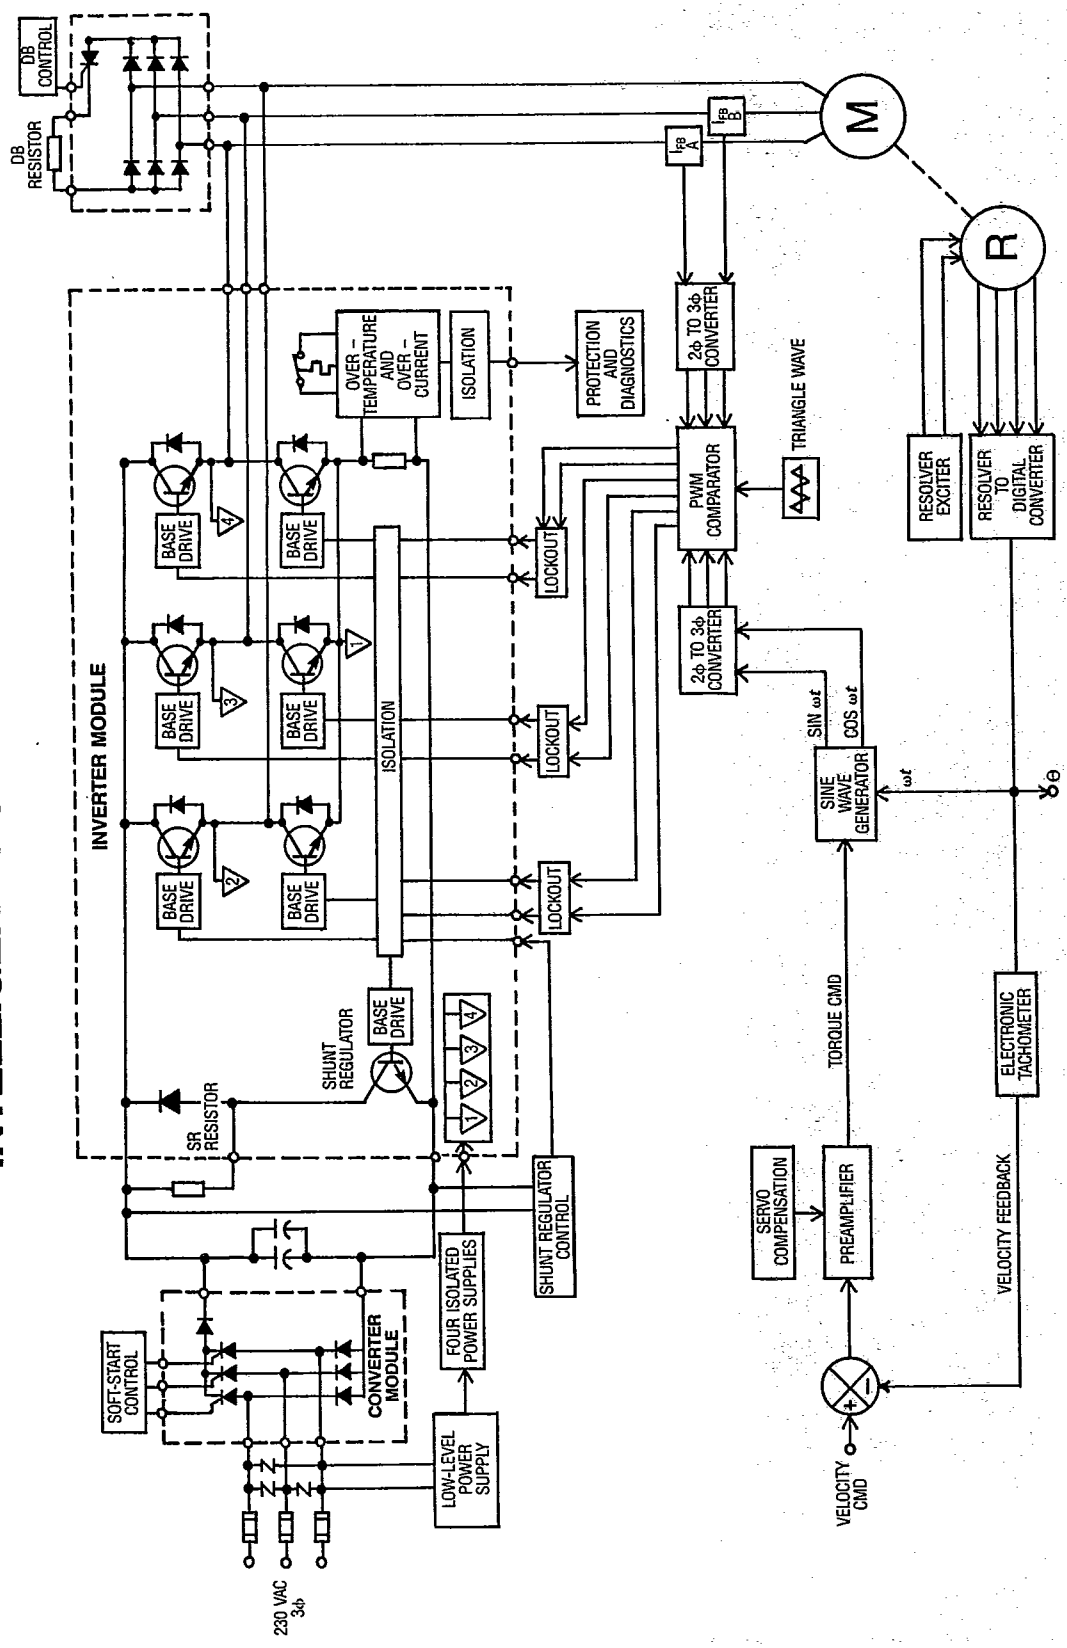 INVERTER MODULE
DB
CONTROL
DB
RESISTOR
SOFT-START
CONTROL
230 VAC
3ϕ
CONVERTER
MODULE
LOW-LEVEL
POWER
SUPPLY
FOUR ISOLATED
POWER SUPPLIES
SHUNT REGULATOR
CONTROL
SR
RESISTOR
SHUNT
REGULATOR
BASE
DRIVE
1
2
3
4
BASE
DRIVE
2
BASE
DRIVE
BASE
DRIVE
3
BASE
DRIVE
1
BASE
DRIVE
4
BASE
DRIVE
ISOLATION
OVER-
TEMPERATURE
AND
OVER-
CURRENT
ISOLATION
PROTECTION
AND
DIAGNOSTICS
LOCKOUT
LOCKOUT
LOCKOUT
2ϕ TO 3ϕ
CONVERTER
PWM
COMPARATOR
2ϕ TO 3ϕ
CONVERTER
IFB
A
IFB
B
M
TRIANGLE WAVE
SERVO
COMPENSATION
PREAMPLIFIER
VELOCITY
CMD
+
−
TORQUE CMD
SINE
WAVE
GENERATOR
SIN ωt
COS ωt
ωt
RESOLVER
EXCITER
RESOLVER
TO
DIGITAL
CONVERTER
R
VELOCITY FEEDBACK
ELECTRONIC
TACHOMETER
θ